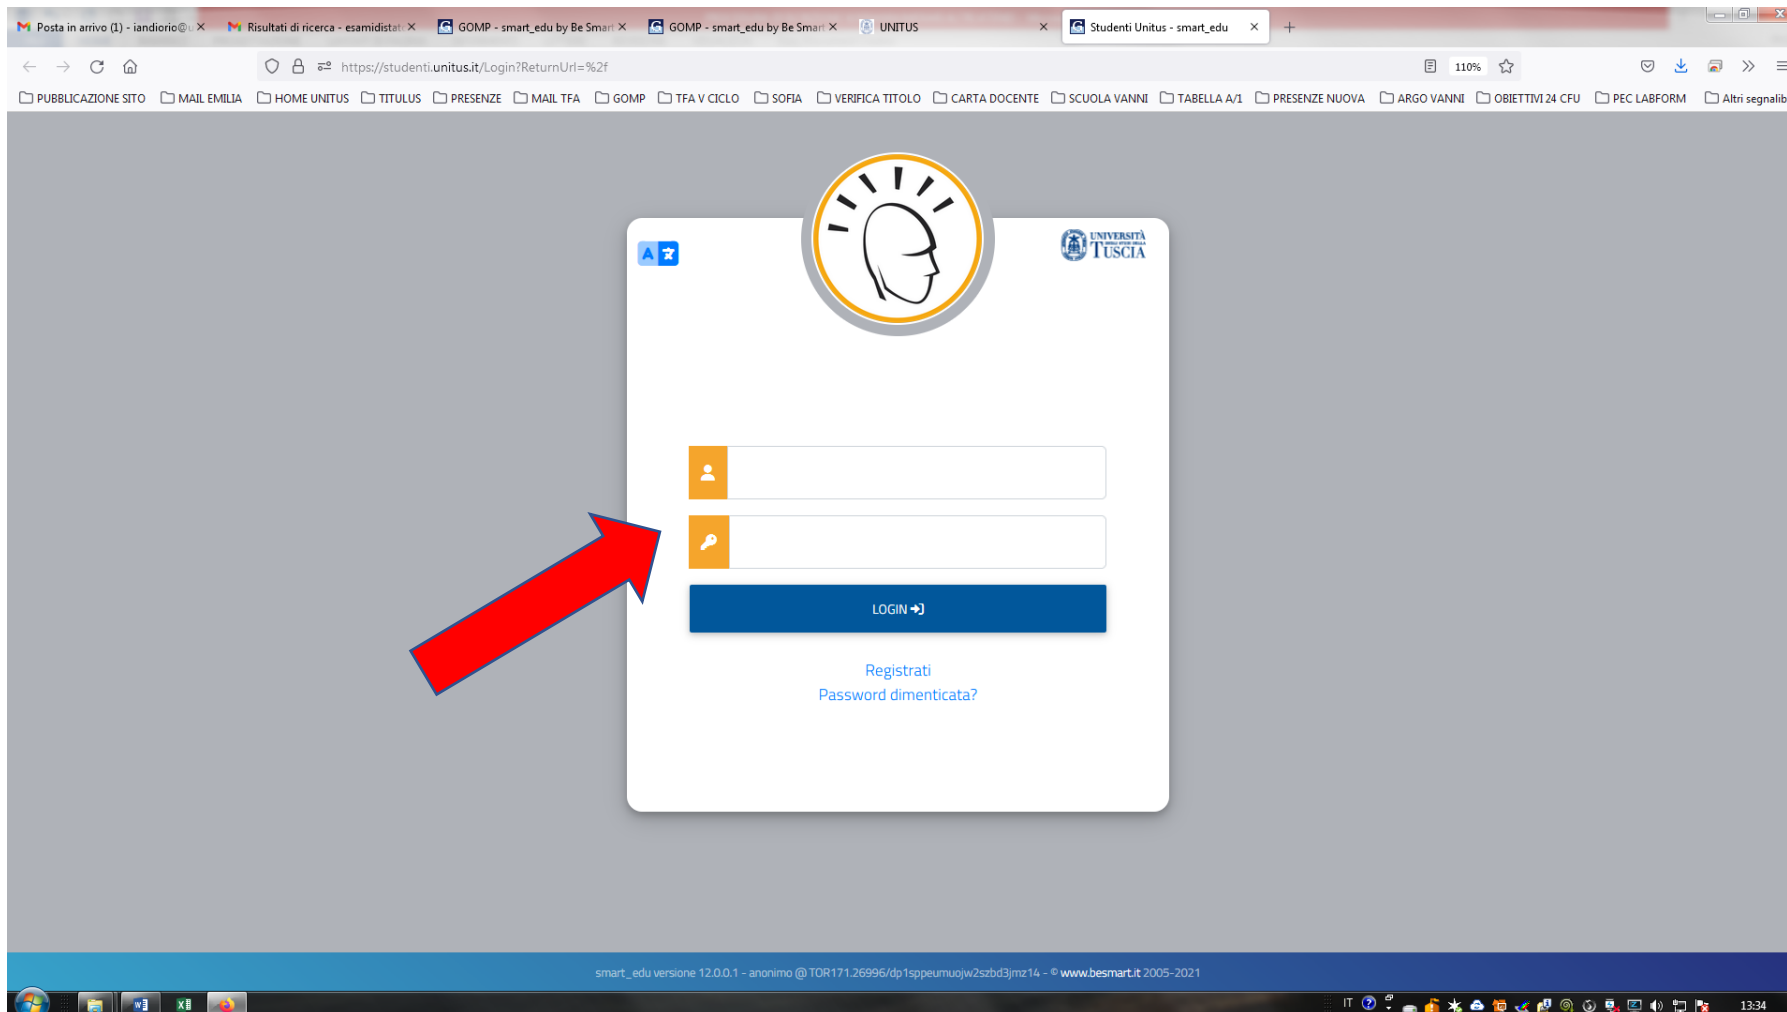 Posta in arrivo (1) - iandiorio@u
Risultati di ricerca - esamidistato
GOMP - smart_edu by Be Smart
GOMP - smart_edu by Be Smart
UNITUS
Studenti Unitus - smart_edu
https://studenti.unitus.it/Login?ReturnUrl=%2f
110%
PUBBLICAZIONE SITO MAIL EMILIA HOME UNITUS TITULUS PRESENZE MAIL TFA GOMP TFA V CICLO SOFIA VERIFICA TITOLO CARTA DOCENTE SCUOLA VANNI TABELLA A/1 PRESENZE NUOVA ARGO VANNI OBIETTIVI 24 CFU PEC LABFORM Altri segnalib
UNIVERSITÀ
DEGLI STUDI DELLA
TUSCIA
LOGIN
Registrati
Password dimenticata?
smart_edu versione 12.0.0.1 - anonimo @ TOR171.26996/dp1sppeumuojw2szbd3jmz14 - © www.besmart.it 2005-2021
IT
13:34